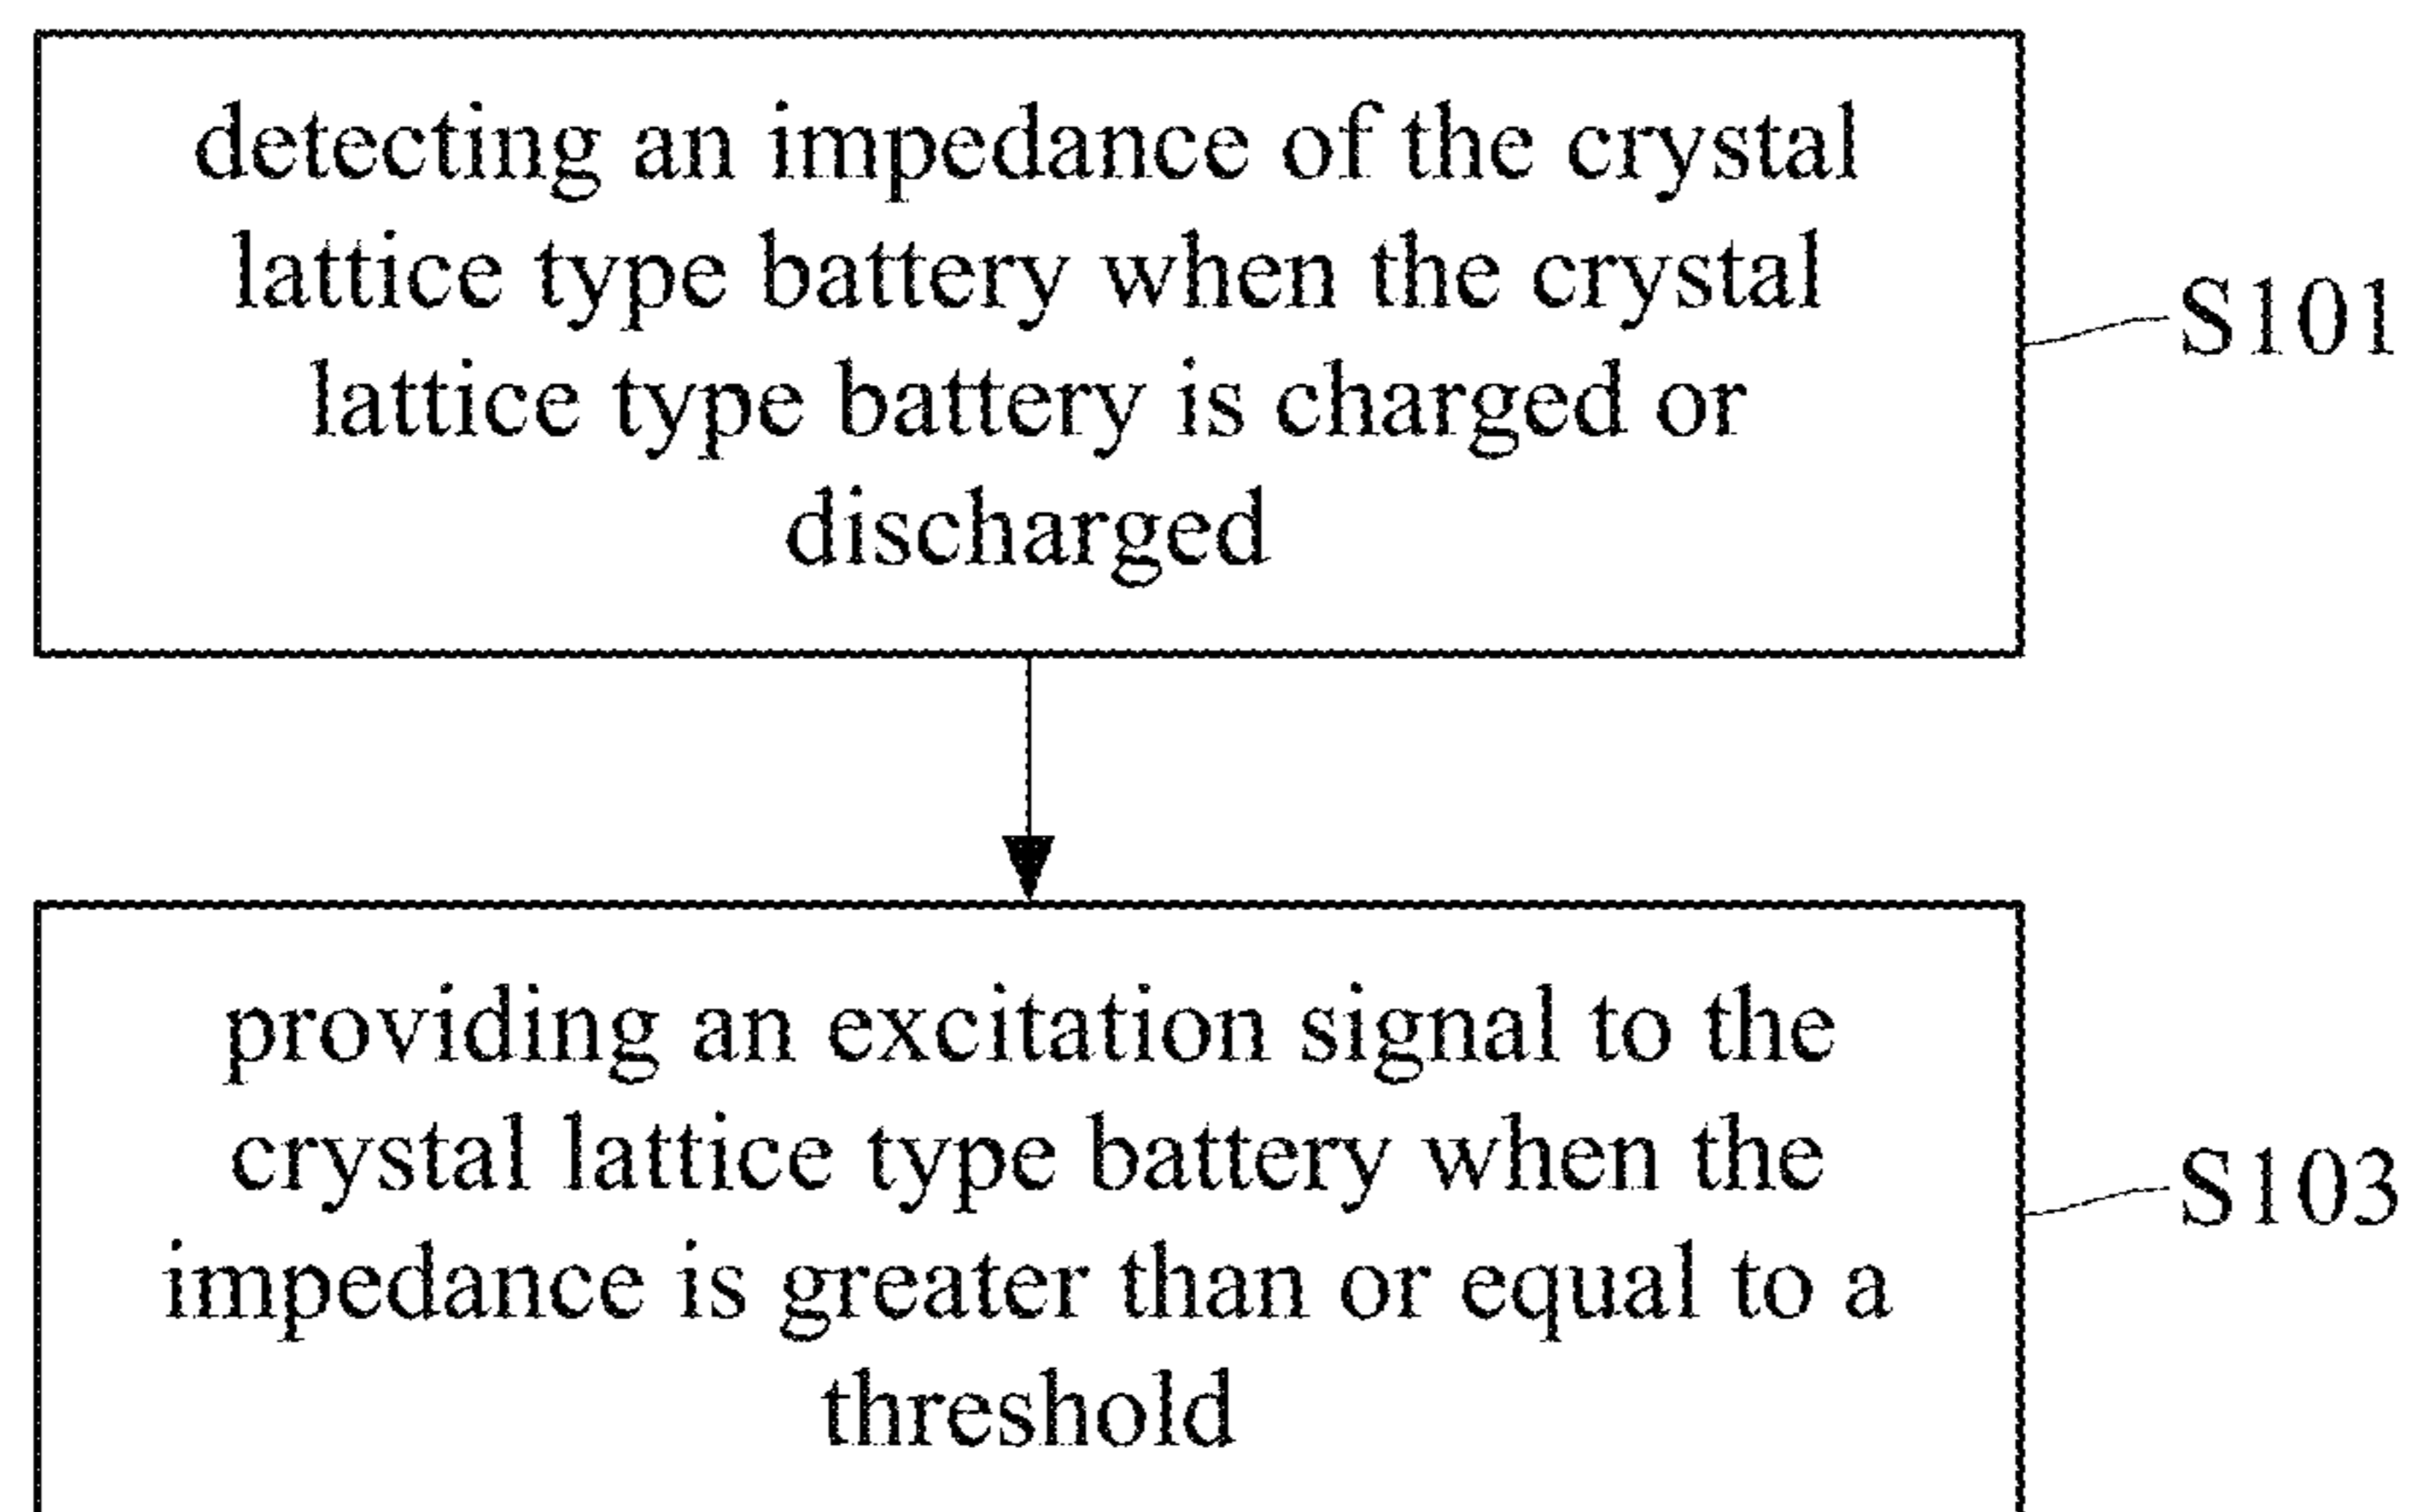 detecting an impedance of the crystal
lattice type battery when the crystal
lattice type battery is charged or
discharged
S101
providing an excitation signal to the
crystal lattice type battery when the
impedance is greater than or equal to a
threshold
S103